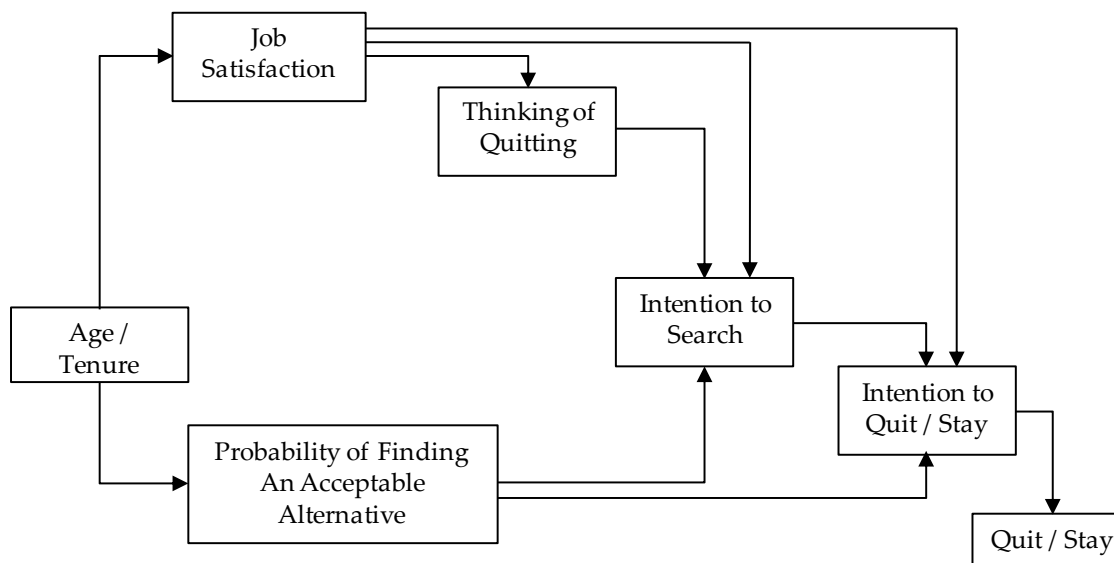 Job
Satisfaction
Thinking of
Quitting
Intention to
Search
Age /
Tenure
Intention to
Quit / Stay
Probability of Finding
An Acceptable
Alternative
Quit / Stay